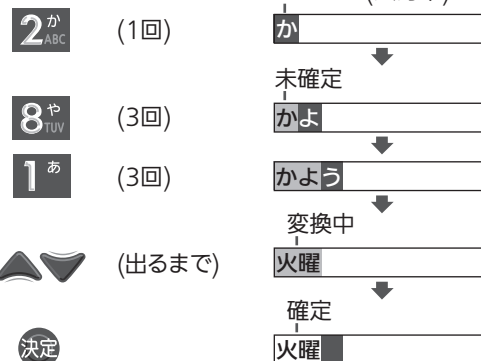 2 か ABC (1回) か
未確定
8 や TUV (3回) かよ
1 あ (3回) かよう
変換中
(出るまで) 火曜
確定
決定 火曜